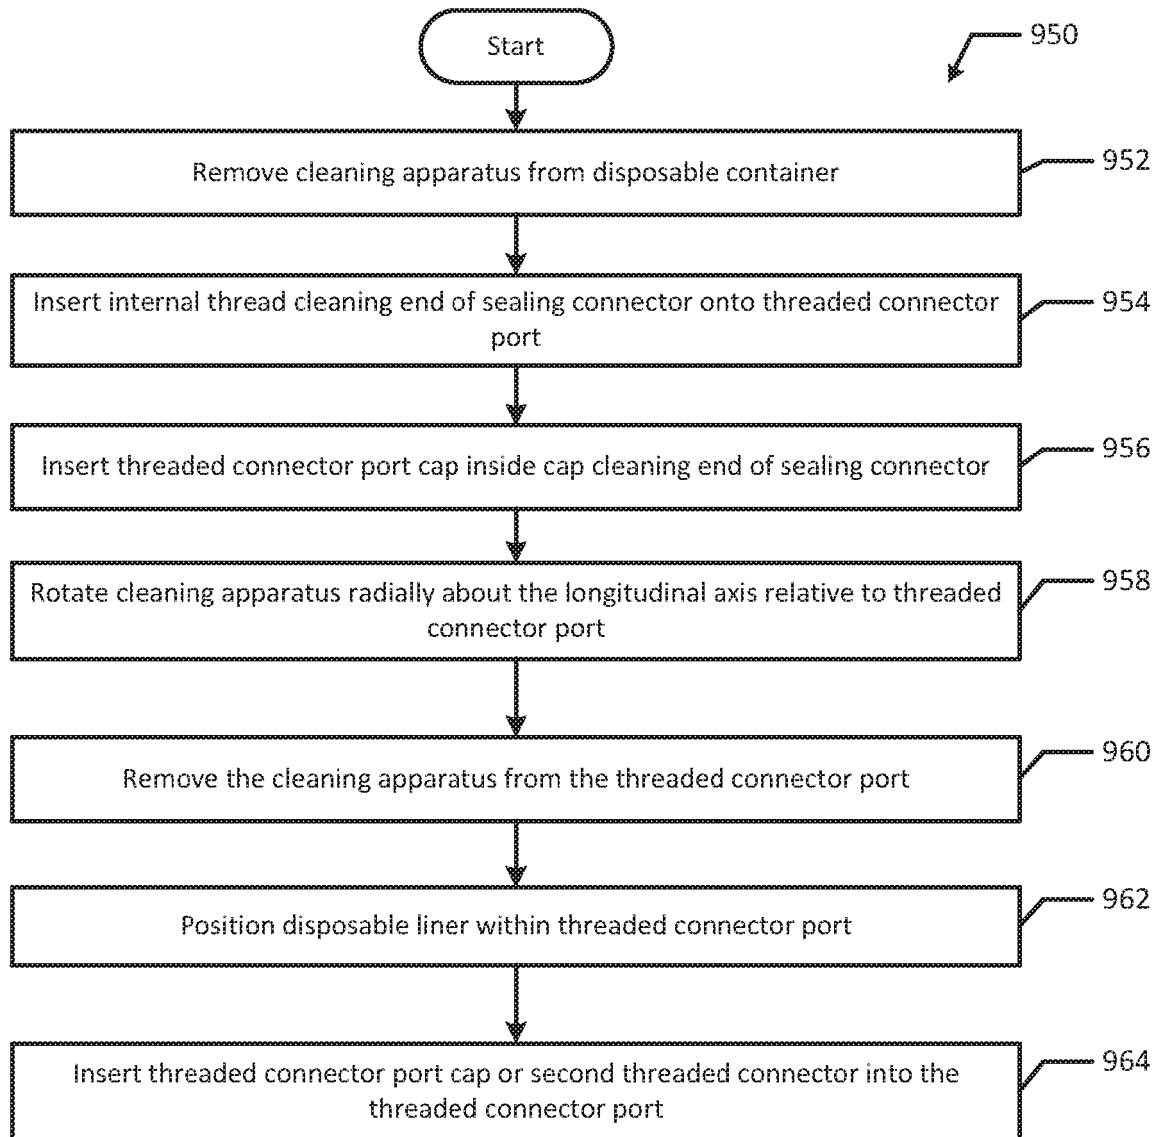 Start
950
Remove cleaning apparatus from disposable container
952
Insert internal thread cleaning end of sealing connector onto threaded connector
port
954
Insert threaded connector port cap inside cap cleaning end of sealing connector
956
Rotate cleaning apparatus radially about the longitudinal axis relative to threaded
connector port
958
Remove the cleaning apparatus from the threaded connector port
960
Position disposable liner within threaded connector port
962
Insert threaded connector port cap or second threaded connector into the
threaded connector port
964